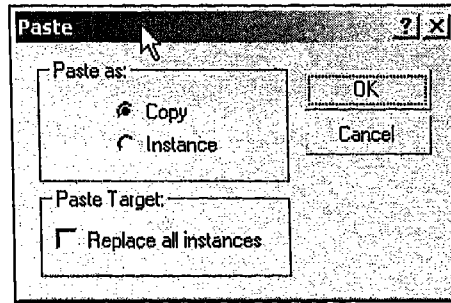 Paste
Paste as:
Copy
Instance
OK
Cancel
Paste Target:
Replace all instances